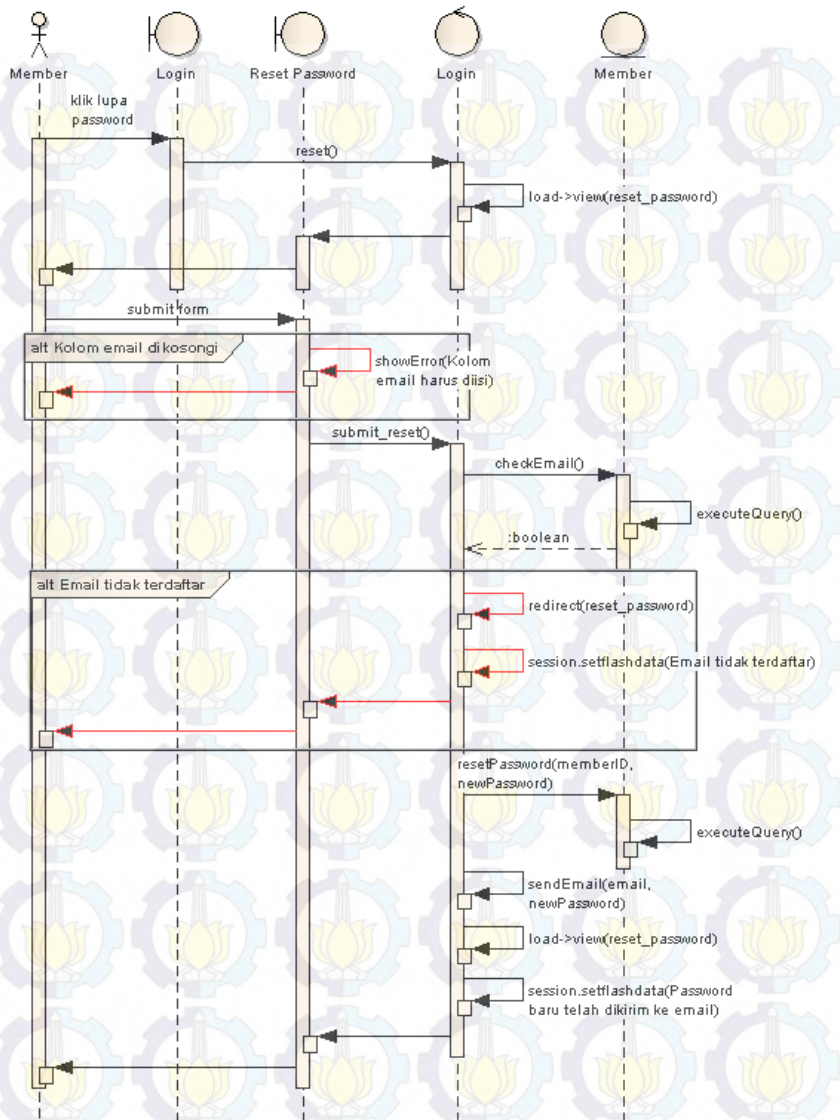 Member
Login
Reset Password
Login
Member
klik lupa
password
reset()
load->view(reset_password)
submit form
alt Kolom email dikosongi
showError(Kolom
email harus diisi)
submit_reset()
checkEmail()
executeQuery()
:boolean
alt Email tidak terdaftar
redirect(reset_password)
session.setflashdata(Email tidak terdaftar)
resetPassword(memberID,
newPassword)
executeQuery()
sendEmail(email,
newPassword)
load->view(reset_password)
session.setflashdata(Password
baru telah dikirim ke email)